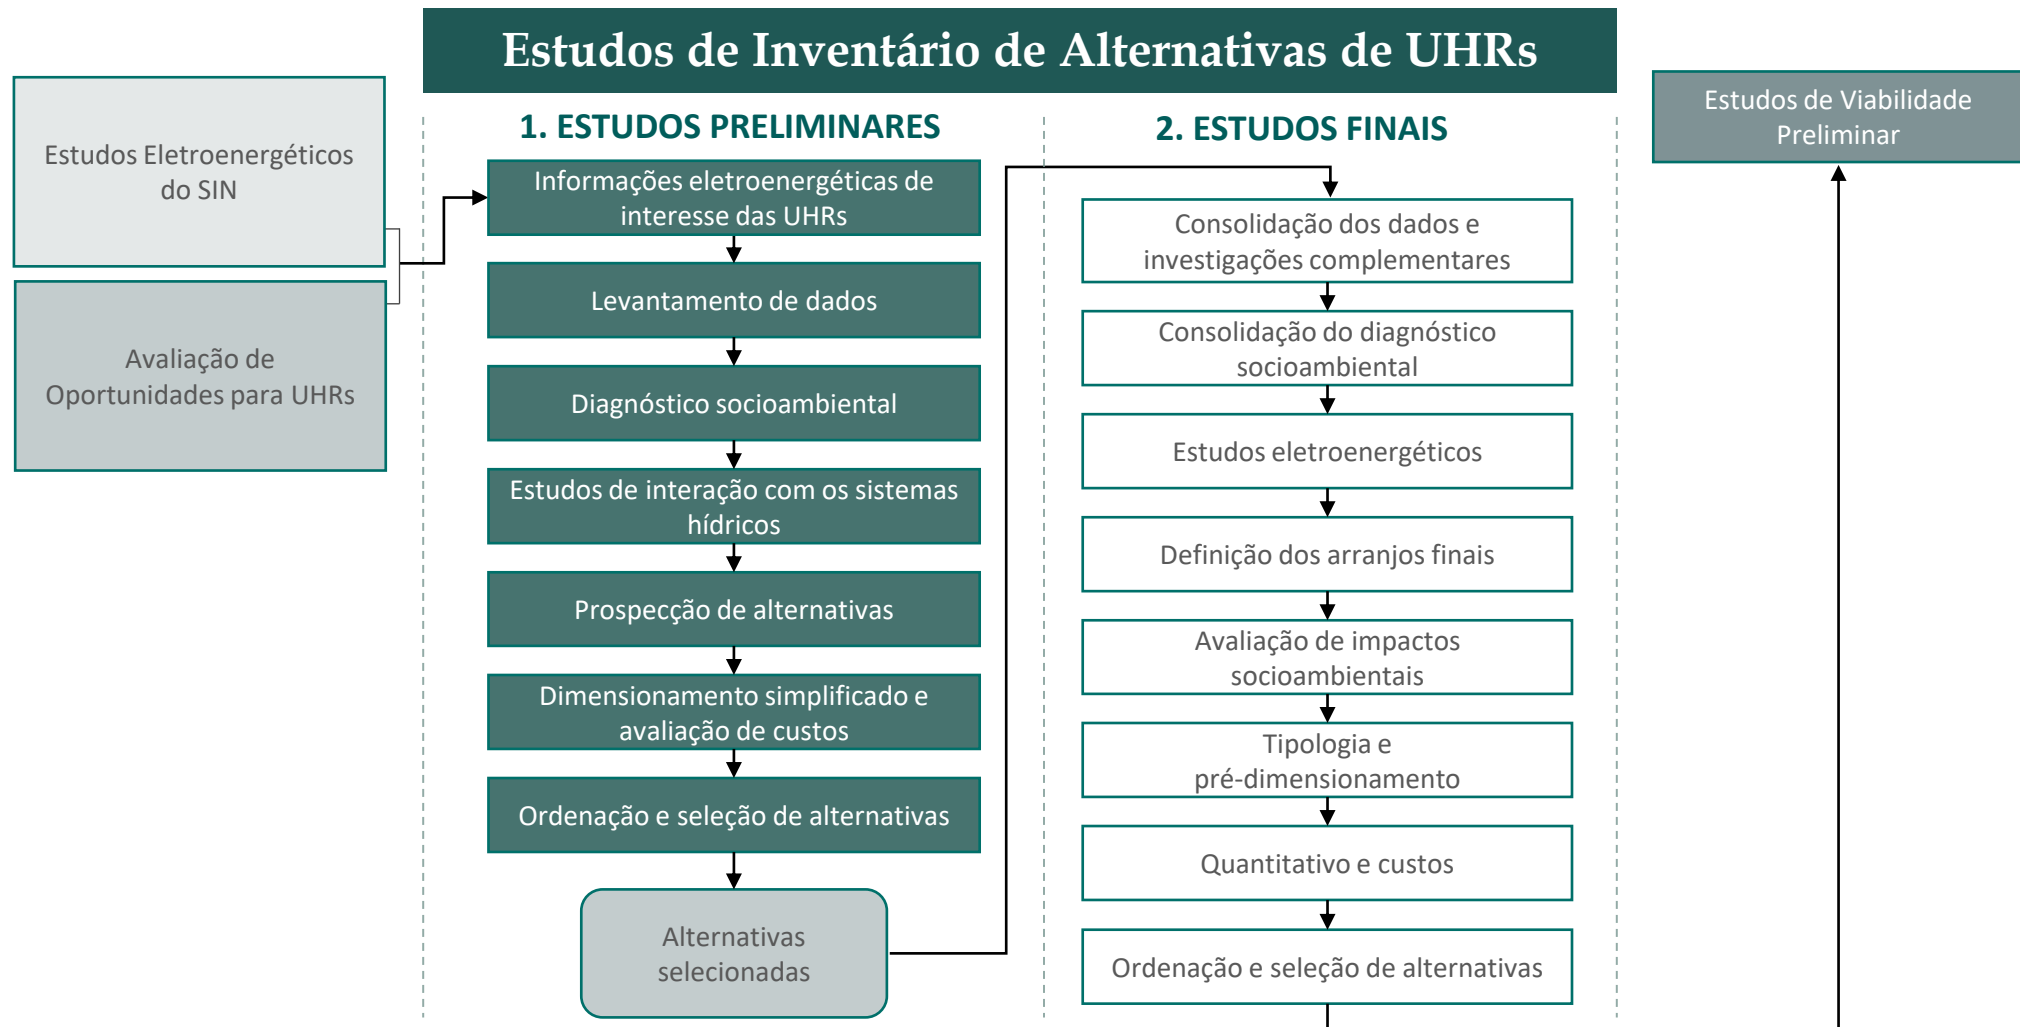 Estudos de Inventário de Alternativas de UHRs
Estudos Eletroenergéticos
do SIN
Avaliação de
Oportunidades para UHRs
1. ESTUDOS PRELIMINARES
Informações eletroenergéticas de
interesse das UHRs
Levantamento de dados
Diagnóstico socioambiental
Estudos de interação com os sistemas
hídricos
Prospecção de alternativas
Dimensionamento simplificado e
avaliação de custos
Ordenação e seleção de alternativas
Alternativas
selecionadas
2. ESTUDOS FINAIS
Consolidação dos dados e
investigações complementares
Consolidação do diagnóstico
socioambiental
Estudos eletroenergéticos
Definição dos arranjos finais
Avaliação de impactos
socioambientais
Tipologia e
pré-dimensionamento
Quantitativo e custos
Ordenação e seleção de alternativas
Estudos de Viabilidade
Preliminar